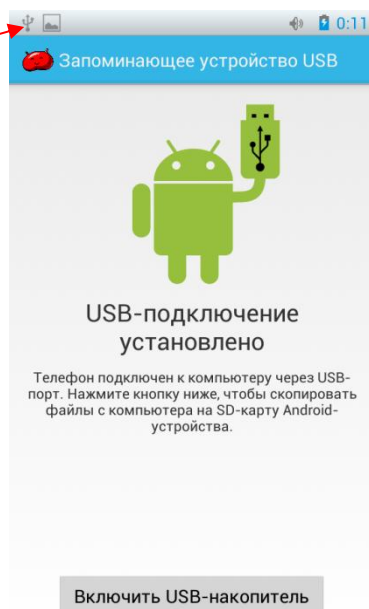 0:11
Запоминающее устройство USB
USB-подключение
установлено
Телефон подключен к компьютеру через USB-
порт. Нажмите кнопку ниже, чтобы скопировать
файлы с компьютера на SD-карту Android-
устройства.
Включить USB-накопитель